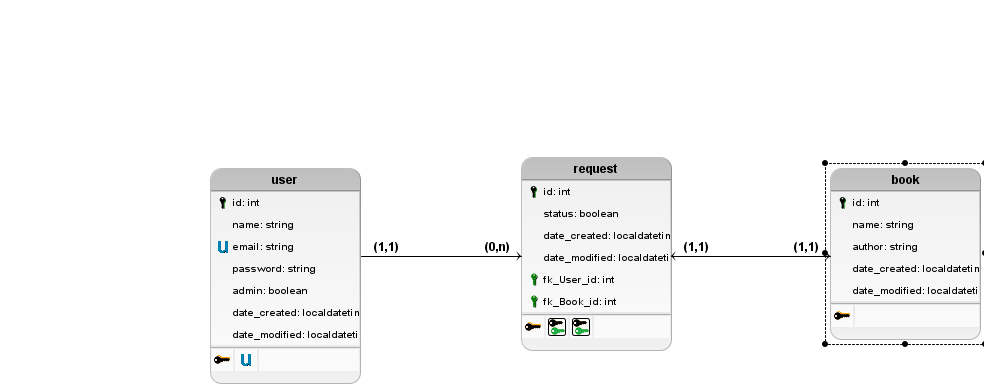 user
id: int
name: string
U
email: string
password: string
admin: boolean
date_created: localdatetin
date_modified: localdateti
U
(1,1)
(0,n)
request
id: int
status: boolean
date_created: localdatetin
date_modified: localdateti
fk_User_id: int
fk_Book_id: int
(1,1)
(1,1)
book
id: int
name: string
author: string
date_created: localdatetin
date_modified: localdateti